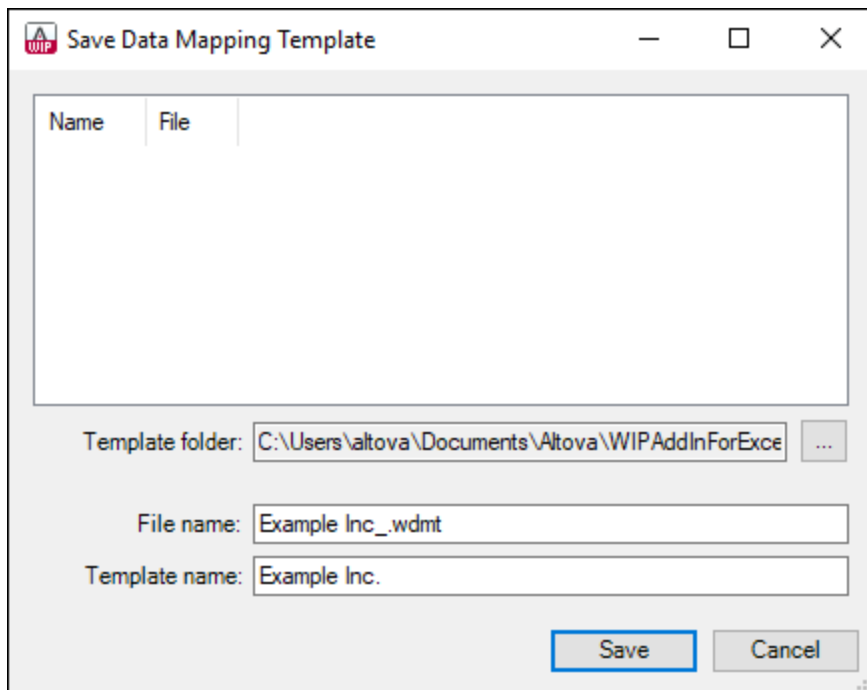 A
WIP
Save Data Mapping Template
Name File
Template folder: C:\Users\altova\Documents\Altova\WIPAddInForExce ...
File name: Example Inc_.wdmt
Template name: Example Inc.
Save Cancel